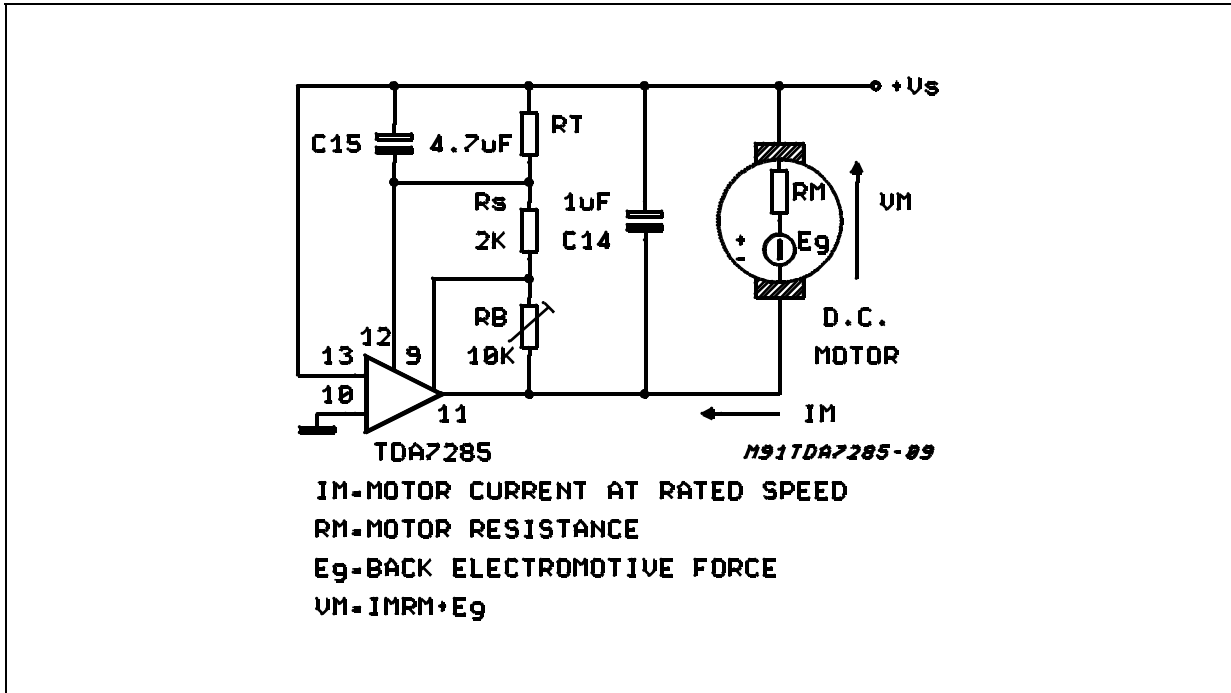 +Vs
RT
C15 4.7uF
RM
Rs 1uF VM
2K C14 + Eg
-
RB D.C.
12
13 9 10K MOTOR
10
11 IM
TDA7285 M91TDA7285-09
IM=MOTOR CURRENT AT RATED SPEED
RM=MOTOR RESISTANCE
Eg=BACK ELECTROMOTIVE FORCE
VM=IMRM+Eg